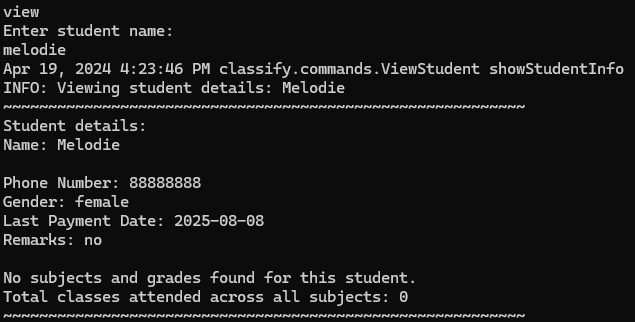 view
Enter student name:
melodie
Apr 19, 2024 4:23:46 PM classify.commands.ViewStudent showStudentInfo
INFO: Viewing student details: Melodie
~~~~~~~~~~~~~~~~~~~~~~~~~~~~~~~~~~~~~~~~~~~~~~~~~~~~~~~~~~
Student details:
Name: Melodie
Phone Number: 88888888
Gender: female
Last Payment Date: 2025-08-08
Remarks: no
No subjects and grades found for this student.
Total classes attended across all subjects: 0
~~~~~~~~~~~~~~~~~~~~~~~~~~~~~~~~~~~~~~~~~~~~~~~~~~~~~~~~~~